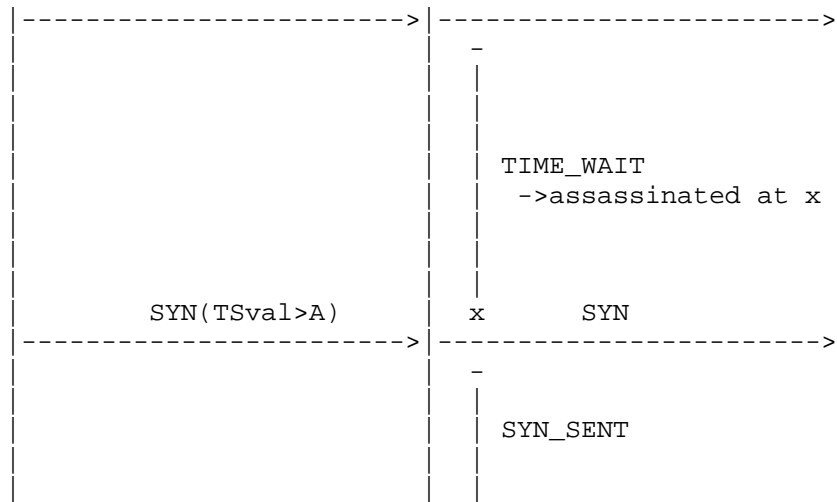 TIME_WAIT
->assassinated at x
SYN(TSval>A) x SYN
SYN_SENT